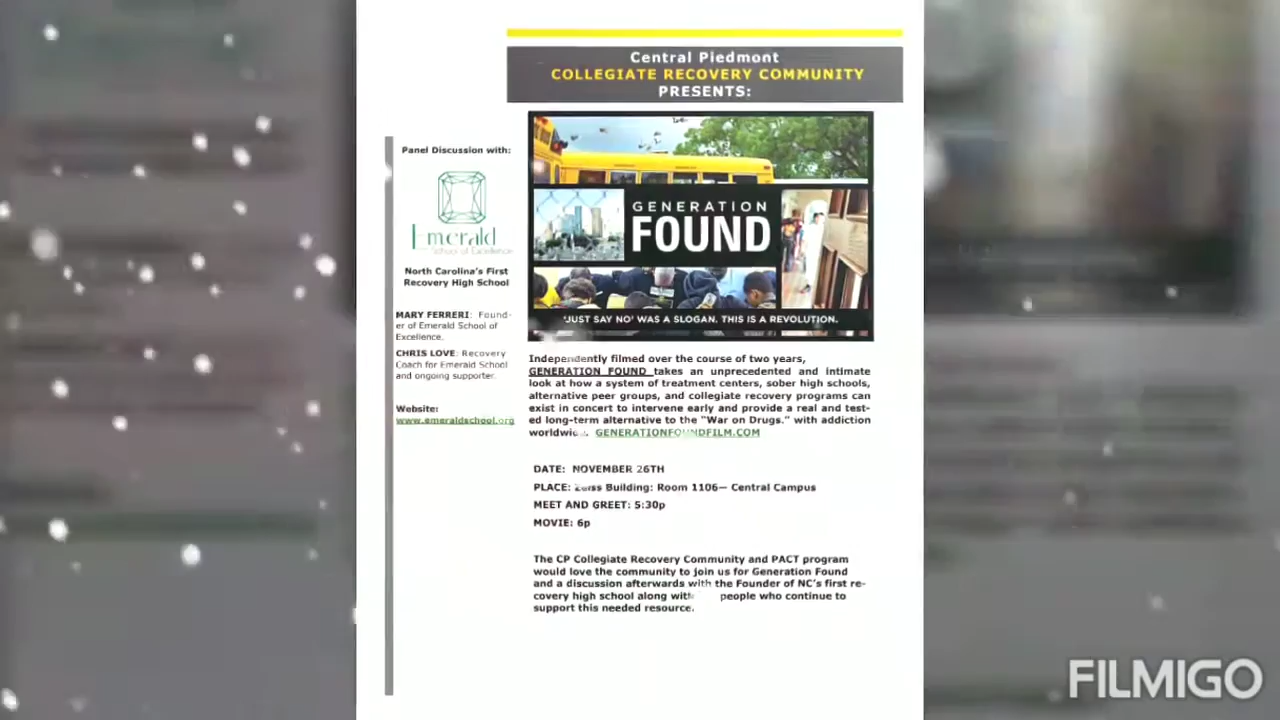 Central Piedmont
COLLEGIATE RECOVERY COMMUNITY
PRESENTS:
Panel Discussion with:
Emerald
School of Excellence
North Carolina's First
Recovery High School
MARY FERRERI: Found-
er of Emerald School of
Excellence.
CHRIS LOVE: Recovery
Coach for Emerald School
and ongoing supporter.
Website:
www.emeraldschool.org
GENERATION
FOUND
'JUST SAY NO' WAS A SLOGAN. THIS IS A REVOLUTION.
Independently filmed over the course of two years,
GENERATION FOUND takes an unprecedented and intimate
look at how a system of treatment centers, sober high schools,
alternative peer groups, and collegiate recovery programs can
exist in concert to intervene early and provide a real and test-
ed long-term alternative to the "War on Drugs." with addiction
GENERATIONFOUNDFILM.COM
DATE: NOVEMBER 26TH
PLACE: Building: Room 1106— Central Campus
MEET AND GREET: 5:30p
MOVIE: 6p
The CP Collegiate Recovery Community and PACT program
would love the community to join us for Generation Found
and a discussion afterwards with the Founder of NC's first re-
covery high school along with people who continue to
support this needed resource.
FILMIGO